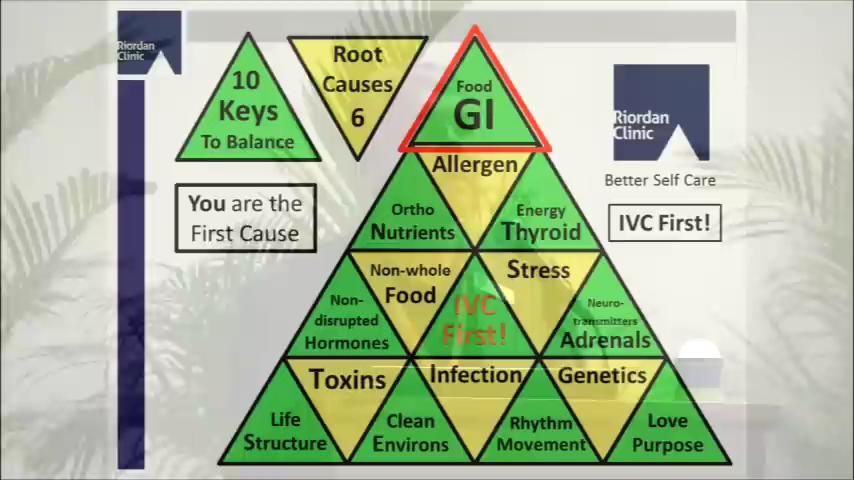 Riordan
Clinic
10
Keys
To Balance
Root
Causes
6
Food
GI
Riordan
Clinic
Better Self Care
IVC First!
You are the
First Cause
Allergen
Ortho
Nutrients
Energy
Thyroid
Non-whole
Food
Stress
Non-
disrupted
Hormones
IVC
First!
Neuro-
transmitters
Adrenals
Toxins
Infection
Genetics
Life
Structure
Clean
Environs
Rhythm
Movement
Love
Purpose